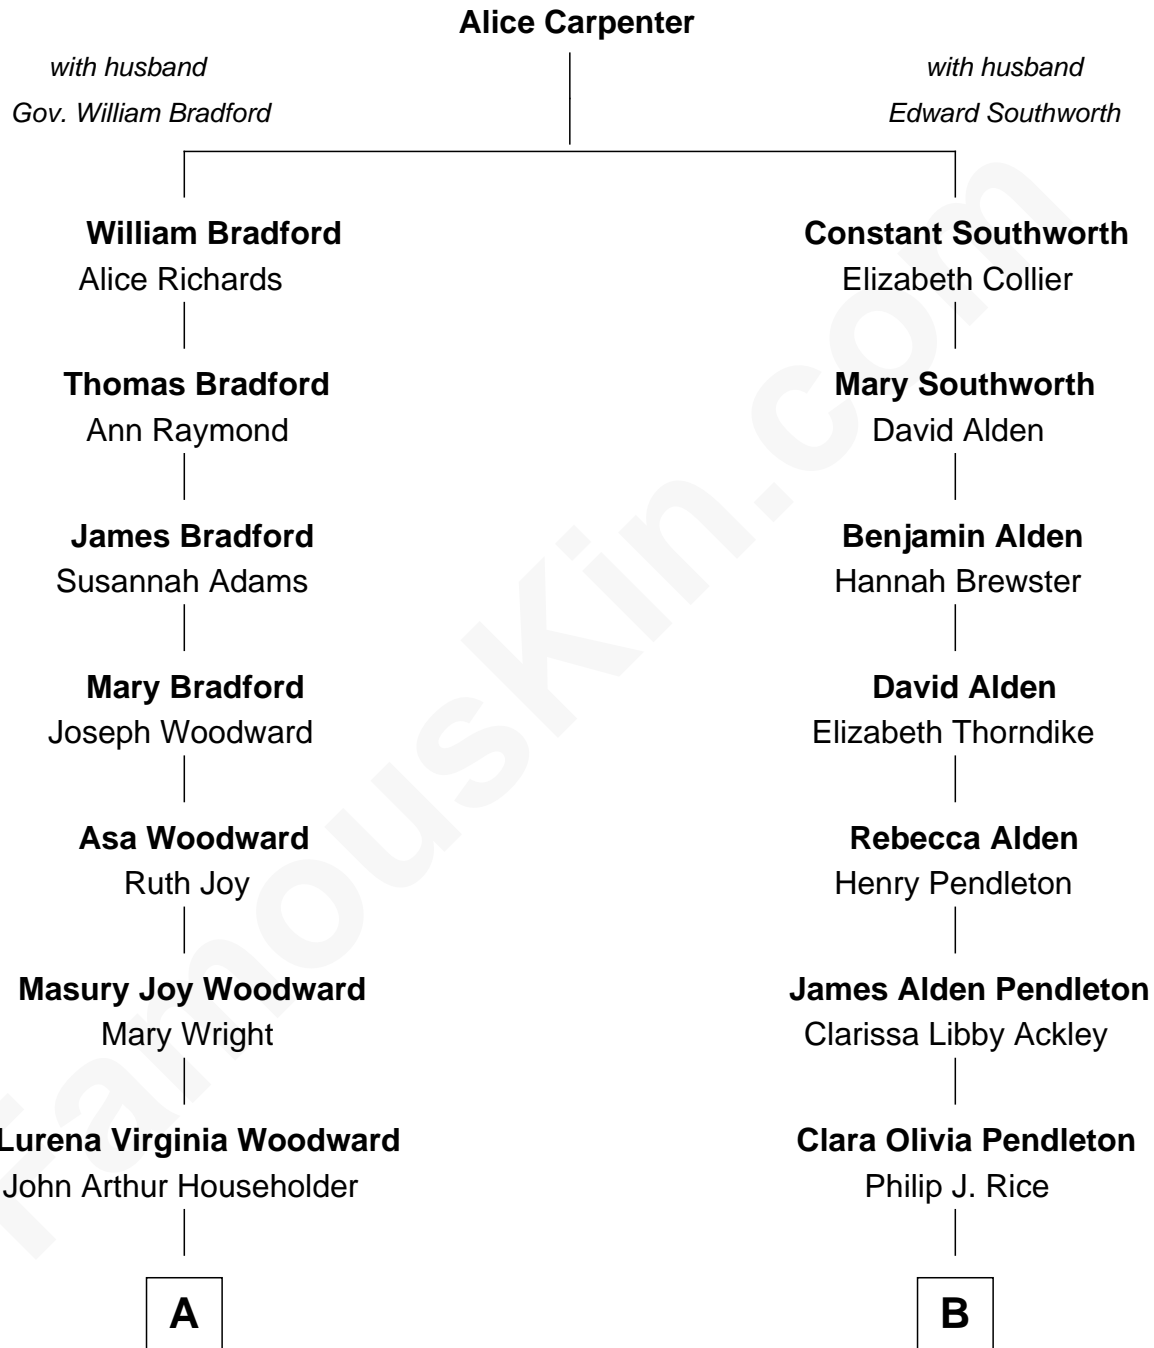 Alice Carpenter
with husband
Gov. William Bradford
with husband
Edward Southworth
William Bradford
Alice Richards
Constant Southworth
Elizabeth Collier
Thomas Bradford
Ann Raymond
Mary Southworth
David Alden
James Bradford
Susannah Adams
Benjamin Alden
Hannah Brewster
Mary Bradford
Joseph Woodward
David Alden
Elizabeth Thorndike
Asa Woodward
Ruth Joy
Rebecca Alden
Henry Pendleton
Masury Joy Woodward
Mary Wright
James Alden Pendleton
Clarissa Libby Ackley
Lurena Virginia Woodward
John Arthur Householder
Clara Olivia Pendleton
Philip J. Rice
A
B
FamousKin.com